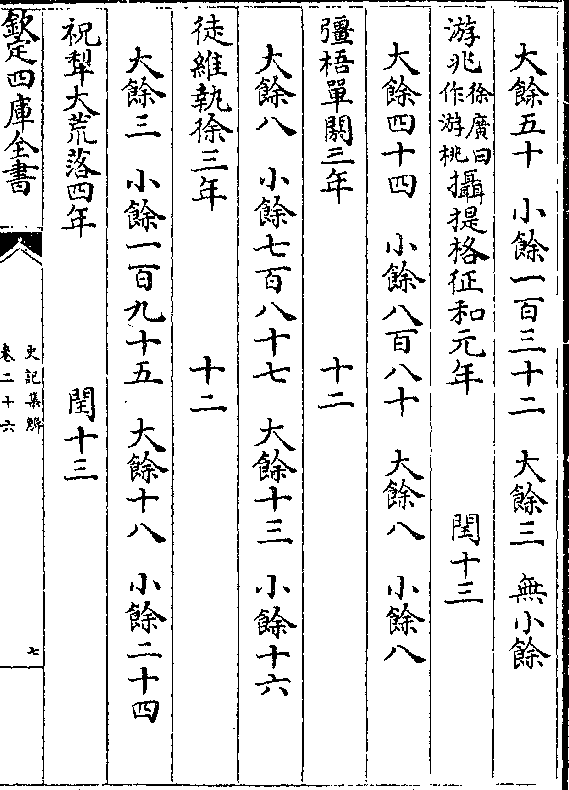 大餘五十　小餘一百三十二　大餘三　無小餘
游兆徐廣曰作游桃攝提格征和元年　閏十三
大餘四十四　小餘八百八十　大餘八　小餘八
彊梧單閼三年　十二
大餘八　小餘七百八十七　大餘十三　小餘十六
徒維執徐三年　十二
大餘三　小餘一百九十五　大餘十八　小餘二十四
祝犁大荒落四年　閏十三
欽定四庫全書
史記集解
卷二十六
七